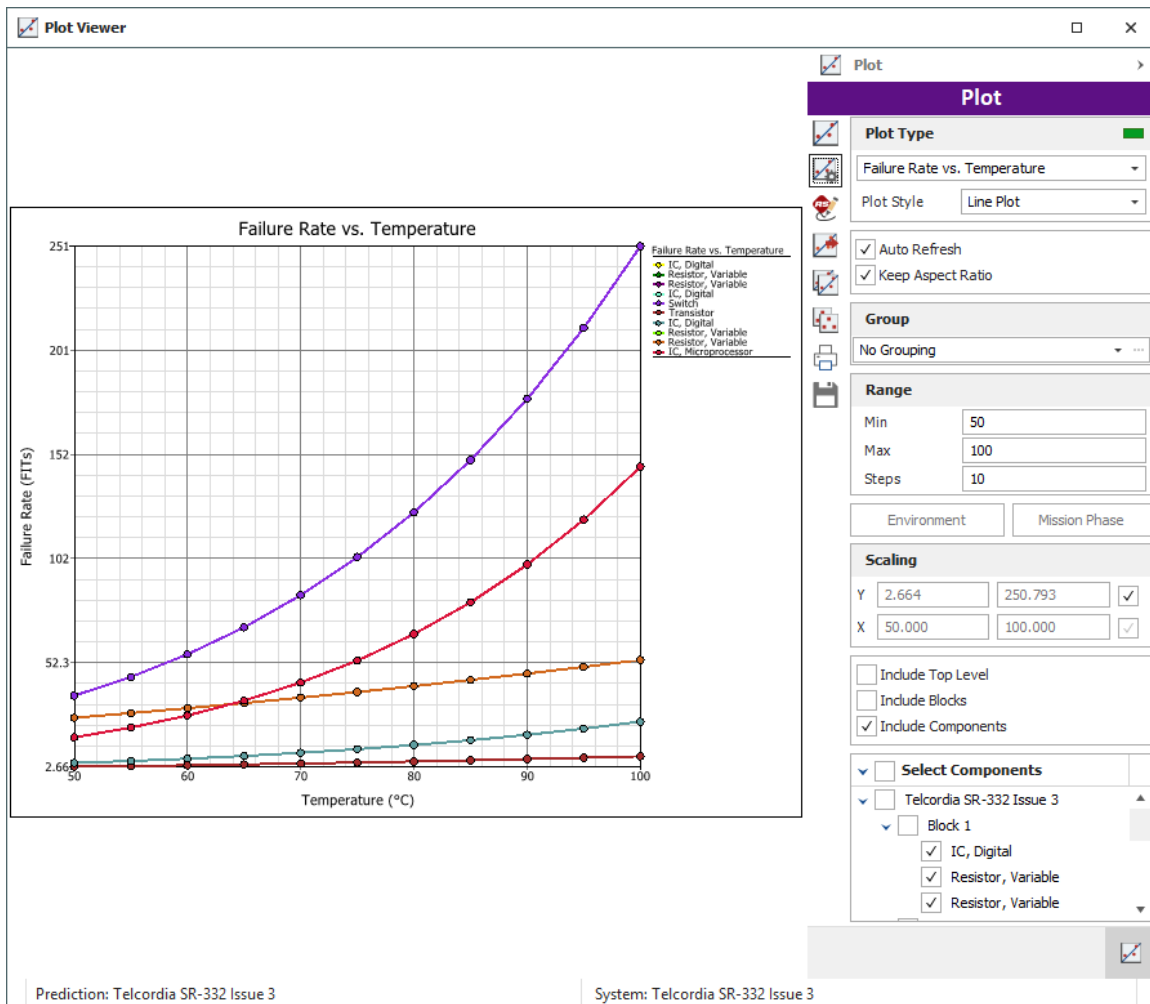 Plot Viewer
Plot
Plot
Plot Type
Failure Rate vs. Temperature
Plot Style Line Plot
Auto Refresh
Keep Aspect Ratio
Group
No Grouping
Range
Min 50
Max 100
Steps 10
Environment Mission Phase
Scaling
Y 2.664 250.793
X 50.000 100.000
Include Top Level
Include Blocks
Include Components
Select Components
Telcordia SR-332 Issue 3
Block 1
IC, Digital
Resistor, Variable
Resistor, Variable
Failure Rate vs. Temperature
251
201
152
102
52.3
2.66
Failure Rate (FITs)
50 60 70 80 90 100
Temperature (°C)
Failure Rate vs. Temperature
IC, Digital
Resistor, Variable
Resistor, Variable
IC, Digital
Switch
Transistor
IC, Digital
Resistor, Variable
Resistor, Variable
IC, Microprocessor
Prediction: Telcordia SR-332 Issue 3
System: Telcordia SR-332 Issue 3